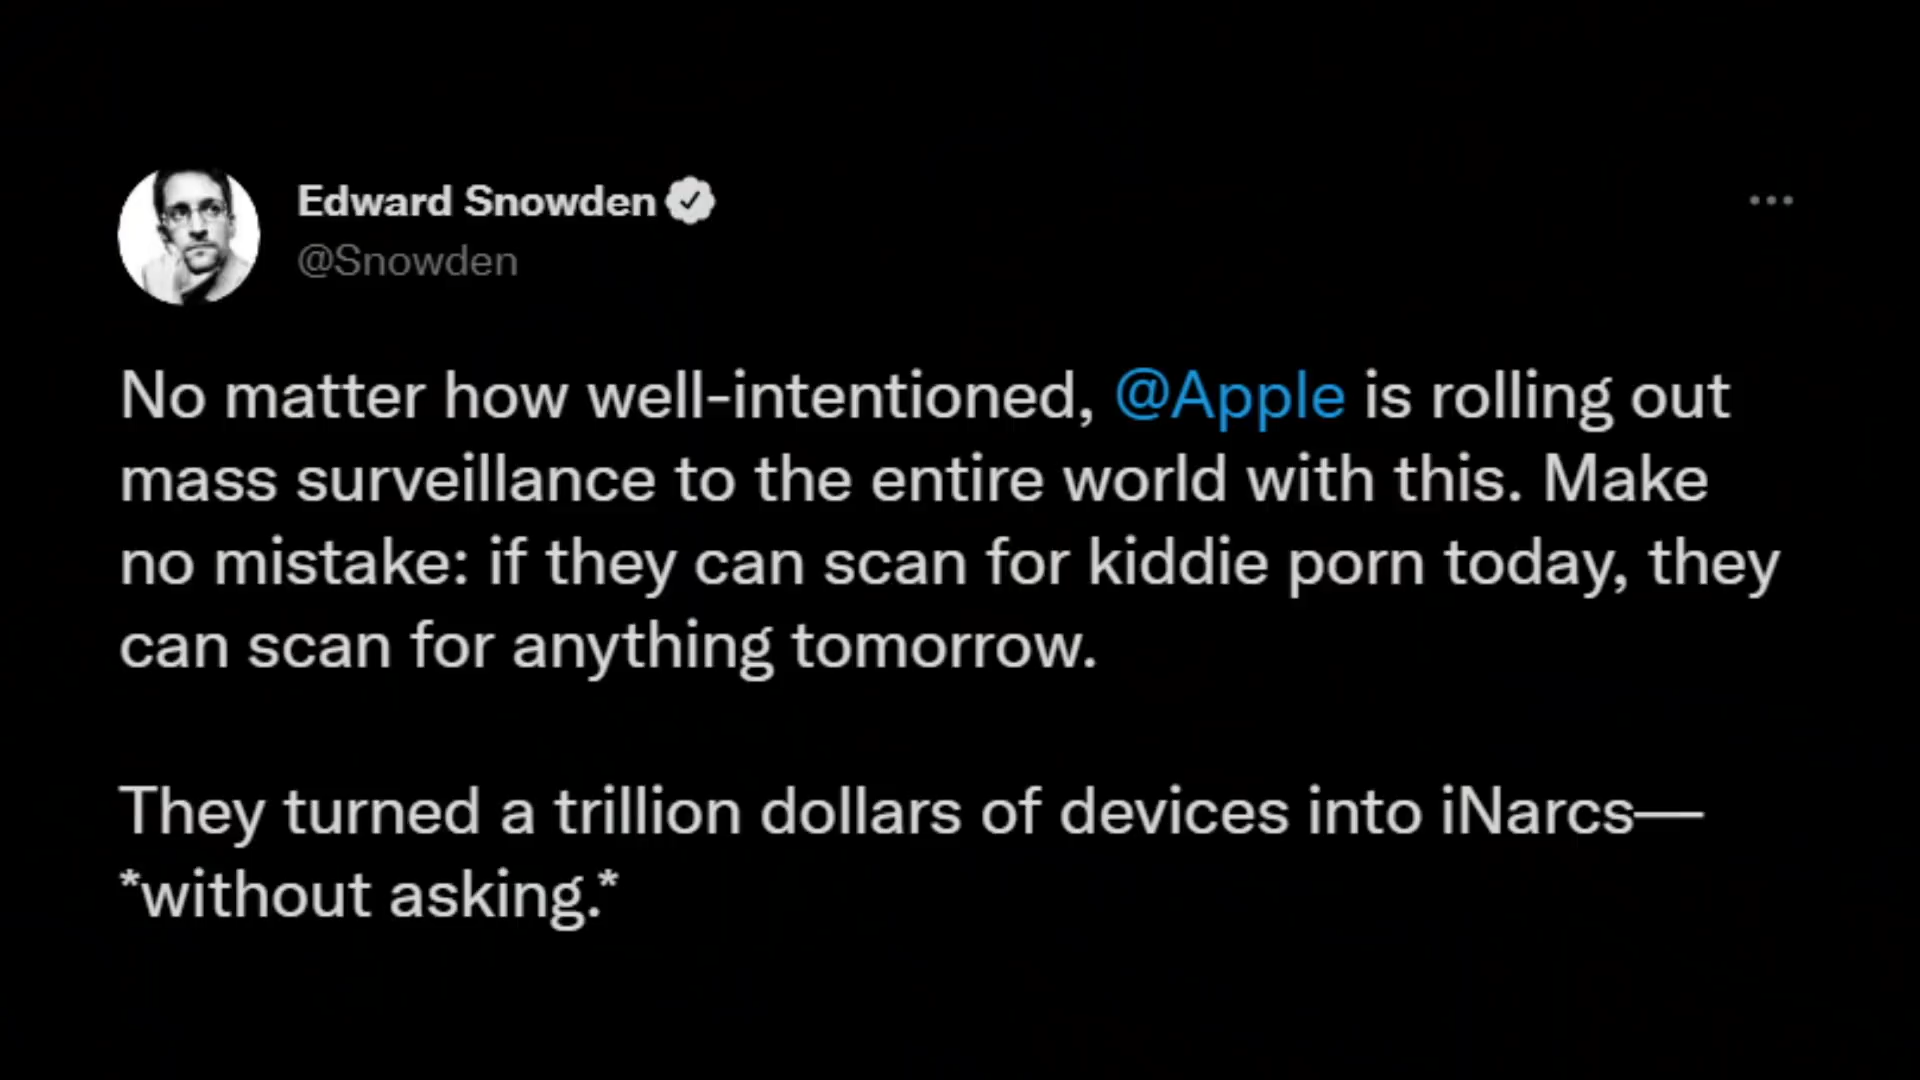 Edward Snowden
@Snowden
No matter how well-intentioned, @Apple is rolling out
mass surveillance to the entire world with this. Make
no mistake: if they can scan for kiddie porn today, they
can scan for anything tomorrow.
They turned a trillion dollars of devices into iNarcs—
*without asking.*